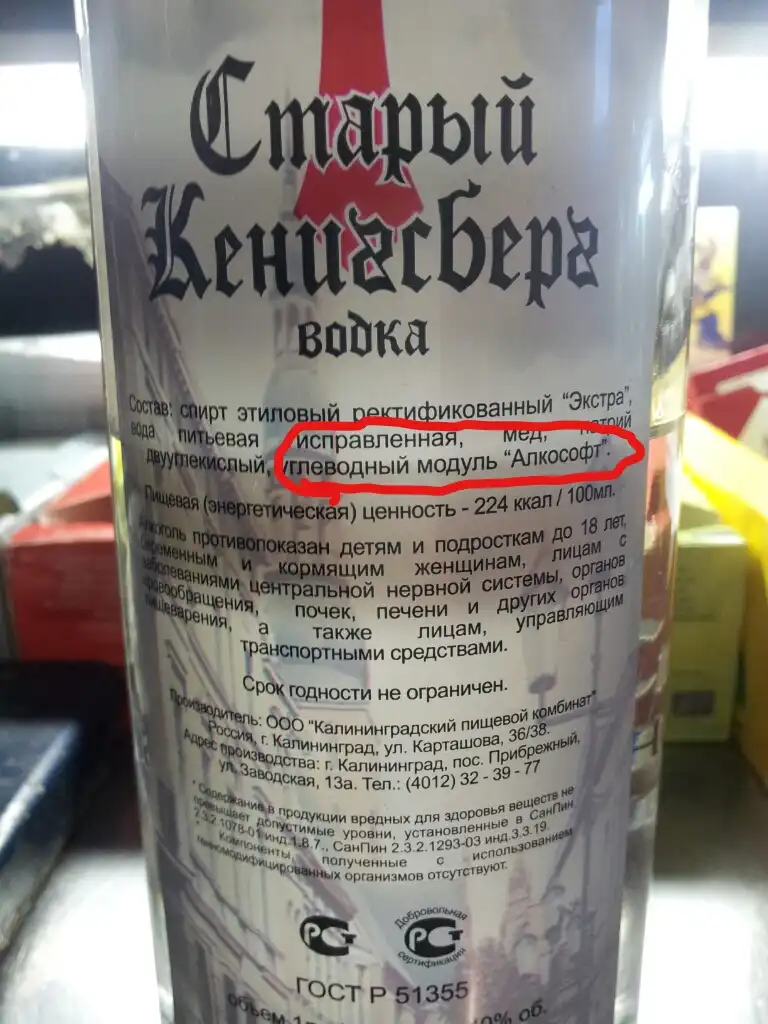 Старый
Кенигсберг
водка
Состав: спирт этиловый ректификованный "Экстра",
вода питьевая исправленная, мед, натрий
двууглекислый, углеводный модуль "Алкософт".
Пищевая (энергетическая) ценность - 224 ккал / 100мл.
Алкоголь противопоказан детям и подросткам до 18 лет,
беременным и кормящим женщинам, лицам с
заболеваниями центральной нервной системы, органов
кровообращения, почек, печени и других органов
пищеварения, а также лицам, управляющим
транспортными средствами.
Срок годности не ограничен.
Производитель: ООО "Калининградский пищевой комбинат"
Россия, г. Калининград, ул. Карташова, 36/38.
Адрес производства: г. Калининград, пос. Прибрежный,
ул. Заводская, 13а. Тел.: (4012) 32 - 39 - 77
* Содержание в продукции вредных для здоровья веществ не
превышает допустимые уровни, установленные в СанПин
2.3.2.1078-01 инд.1.8.7., СанПин 2.3.2.1293-03 инд.3.3.19.
* Компоненты, полученные с использованием
генномодифицированных организмов отсутствуют.
Добровольная
РСТ РСТ
сертификация
ГОСТ Р 51355
объем 40% об.